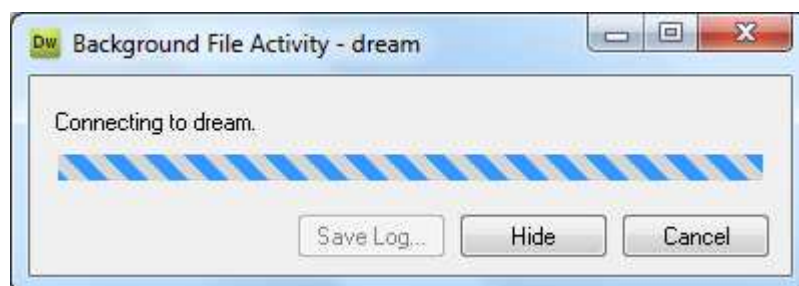 Dw Background File Activity - dream
Connecting to dream.
Save Log... Hide Cancel